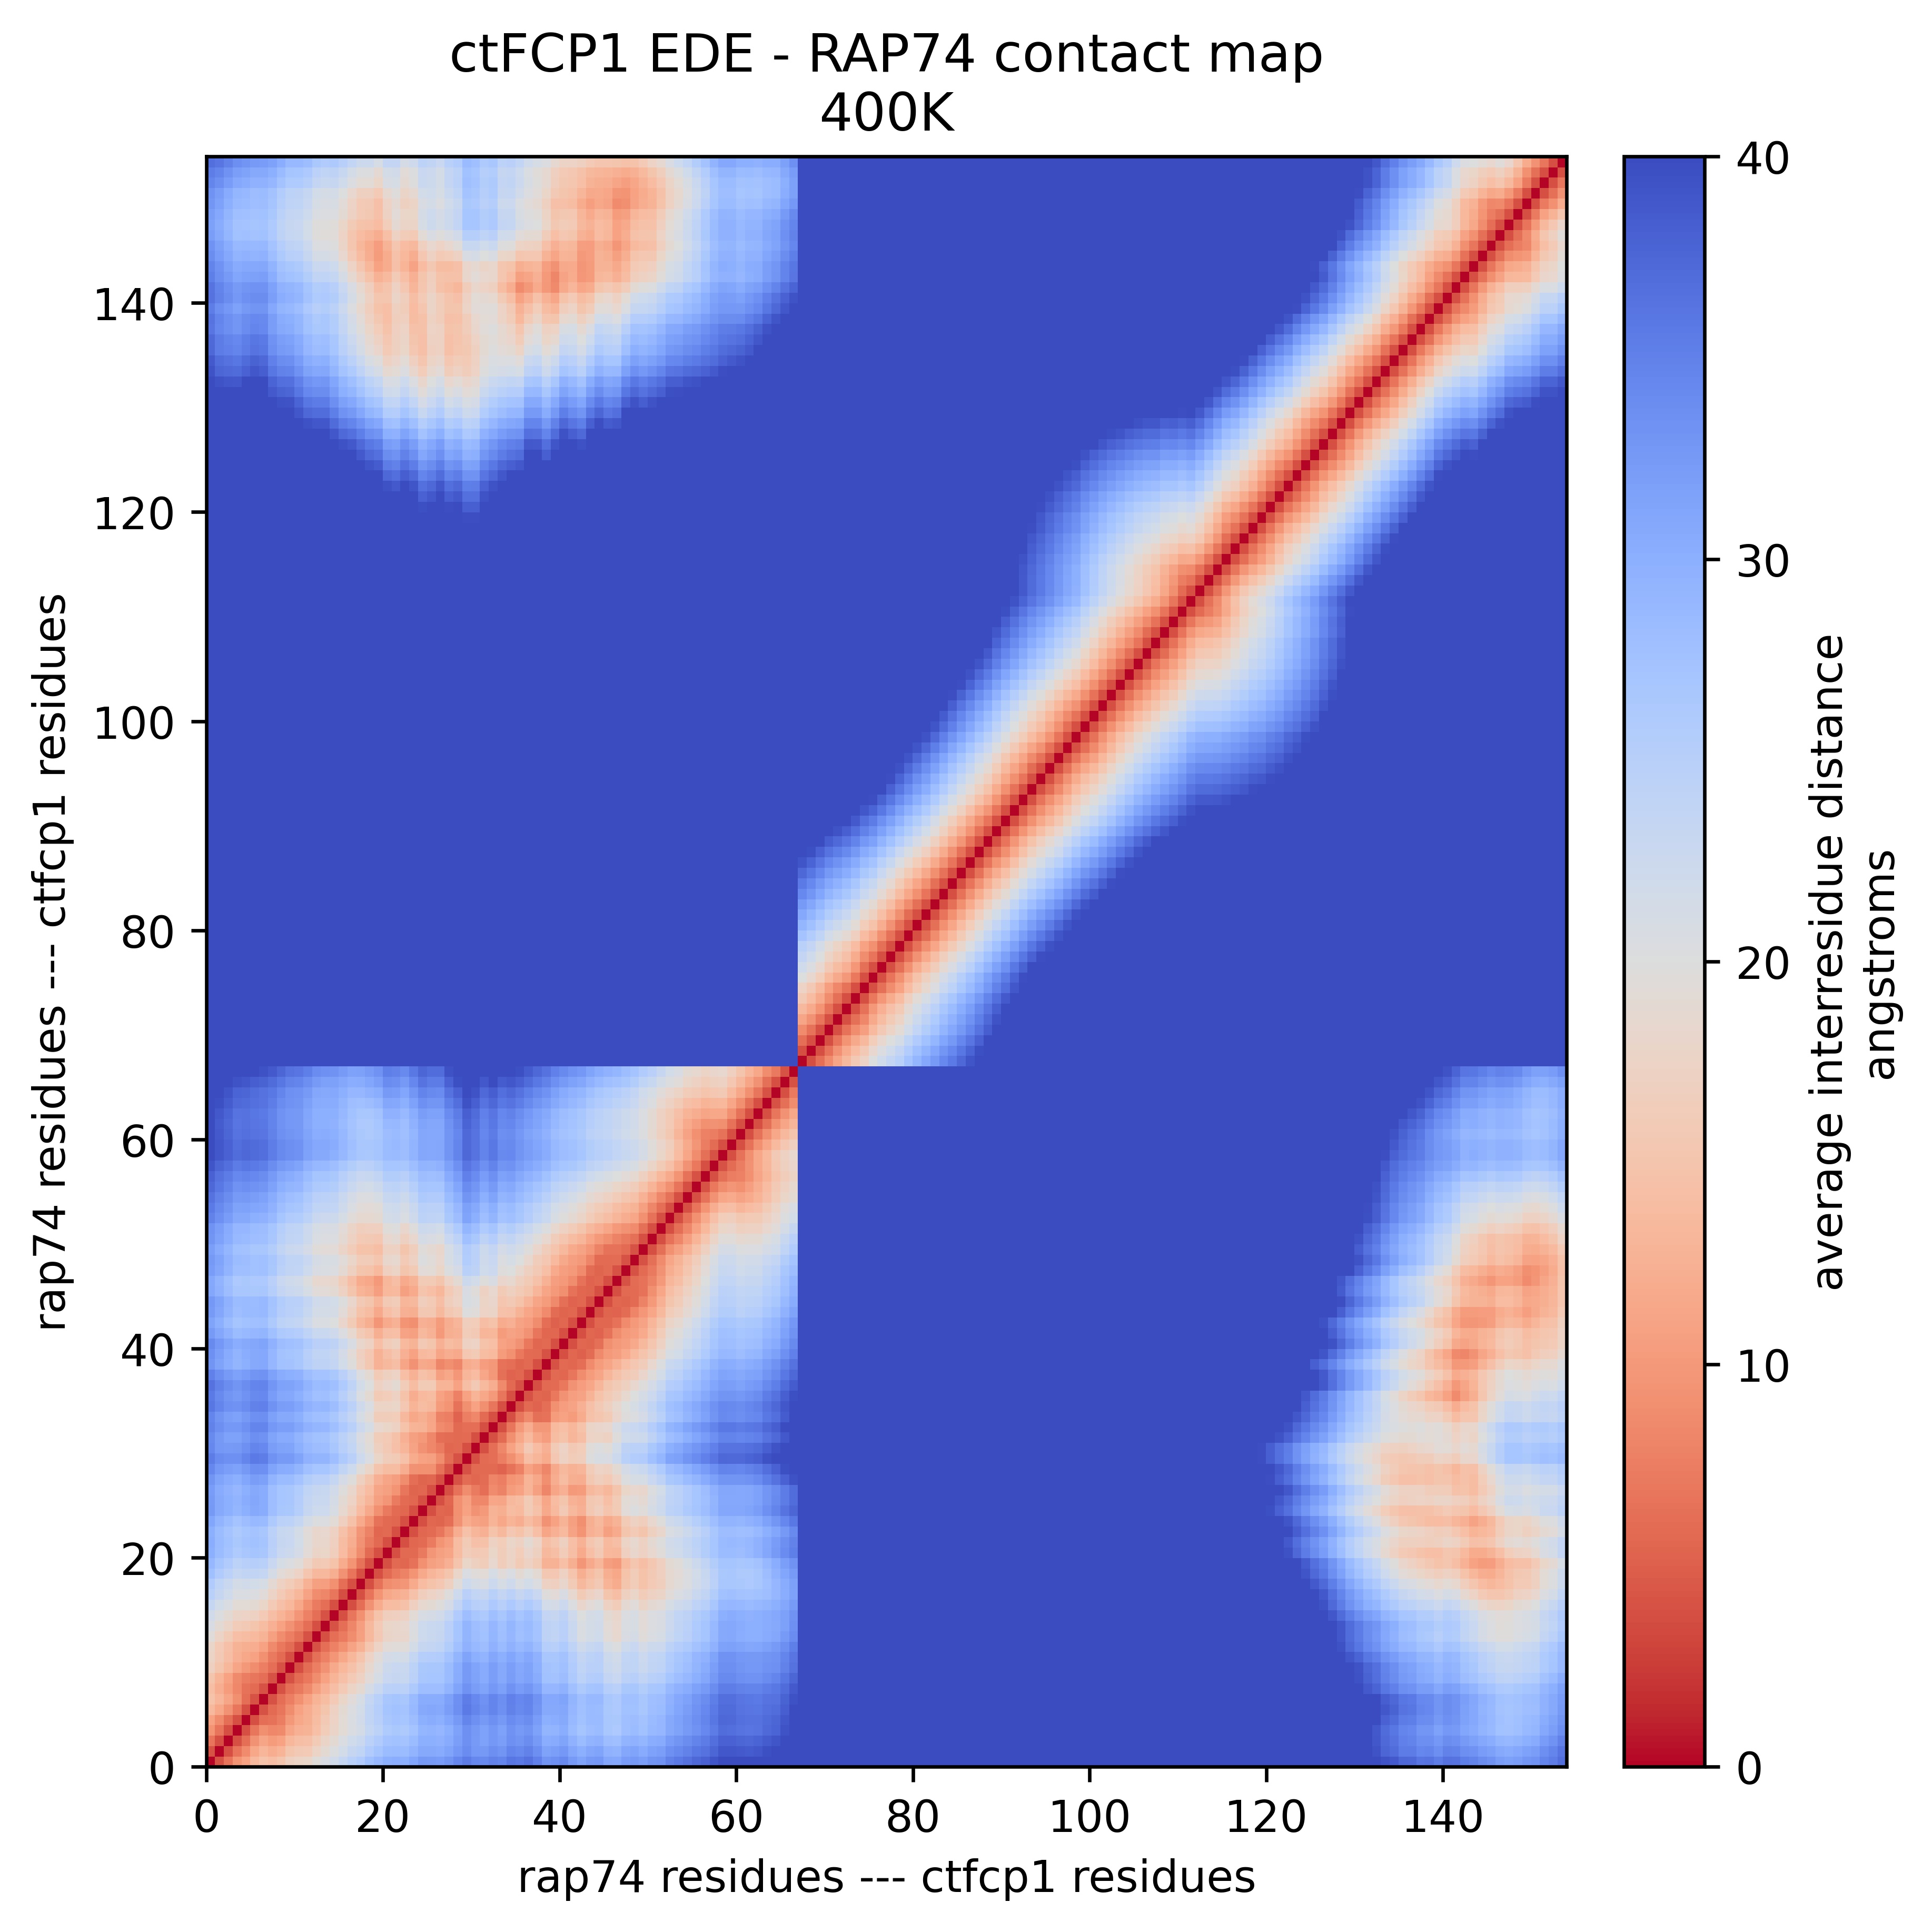 ctFCP1 EDE - RAP74 contact map
400K
rap74 residues --- ctfcp1 residues
140
120
100
80
60
40
20
0
0 20 40 60 80 100 120 140
rap74 residues --- ctfcp1 residues
40
30
20
10
0
average interresidue distance
angstroms